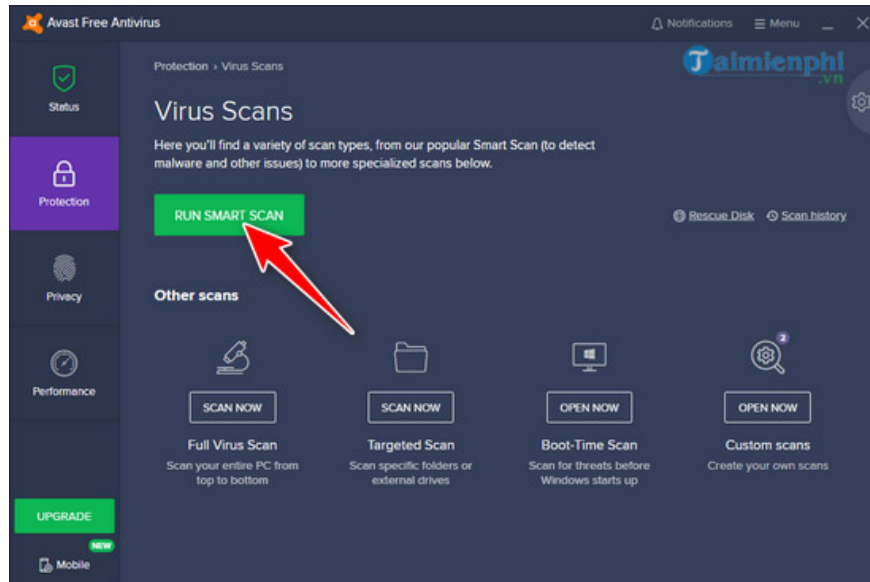 Avast Free Antivirus
Notifications
Menu
Taimienphi
.vn
Status
Protection
Privacy
Performance
UPGRADE
NEW
Mobile
Protection › Virus Scans
Virus Scans
Here you'll find a variety of scan types, from our popular Smart Scan (to detect
malware and other issues) to more specialized scans below.
RUN SMART SCAN
Rescue Disk
Scan history
Other scans
SCAN NOW
Full Virus Scan
Scan your entire PC from
top to bottom
SCAN NOW
Targeted Scan
Scan specific folders or
external drives
OPEN NOW
Boot-Time Scan
Scan for threats before
Windows starts up
2
OPEN NOW
Custom scans
Create your own scans